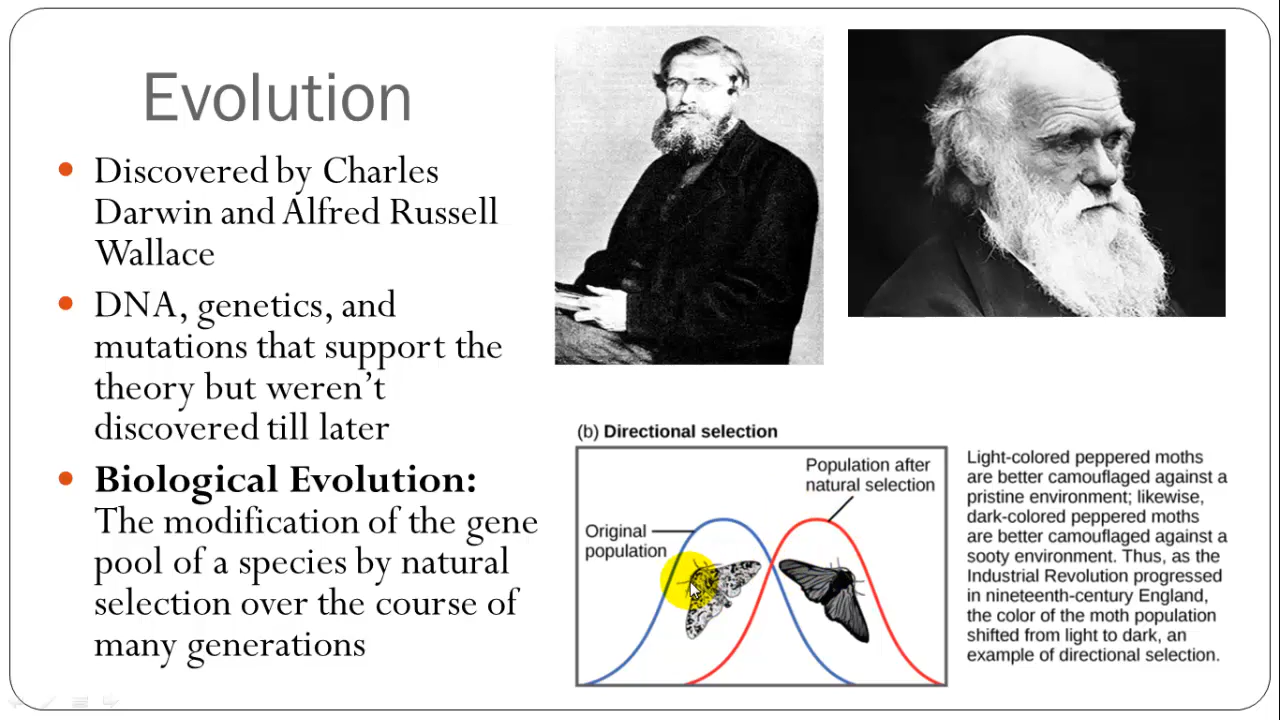 Evolution
Discovered by Charles
Darwin and Alfred Russell
Wallace
DNA, genetics, and
mutations that support the
theory but weren't
discovered till later
Biological Evolution:
The modification of the gene
pool of a species by natural
selection over the course of
many generations
(b) Directional selection
Population after
natural selection
Original
population
Light-colored peppered moths
are better camouflaged against a
pristine environment; likewise,
dark-colored peppered moths
are better camouflaged against a
sooty environment. Thus, as the
Industrial Revolution progressed
in nineteenth-century England,
the color of the moth population
shifted from light to dark, an
example of directional selection.